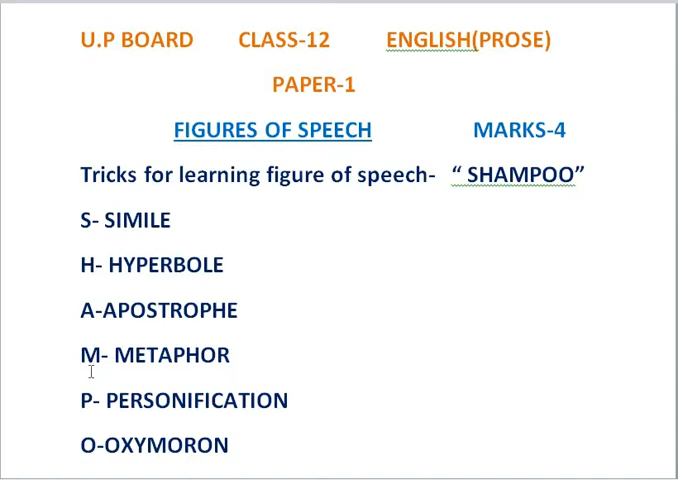 U.P BOARD CLASS-12 ENGLISH(PROSE)
PAPER-1
FIGURES OF SPEECH MARKS-4
Tricks for learning figure of speech- “ SHAMPOO”
S- SIMILE
H- HYPERBOLE
A-APOSTROPHE
M- METAPHOR
P- PERSONIFICATION
O-OXYMORON